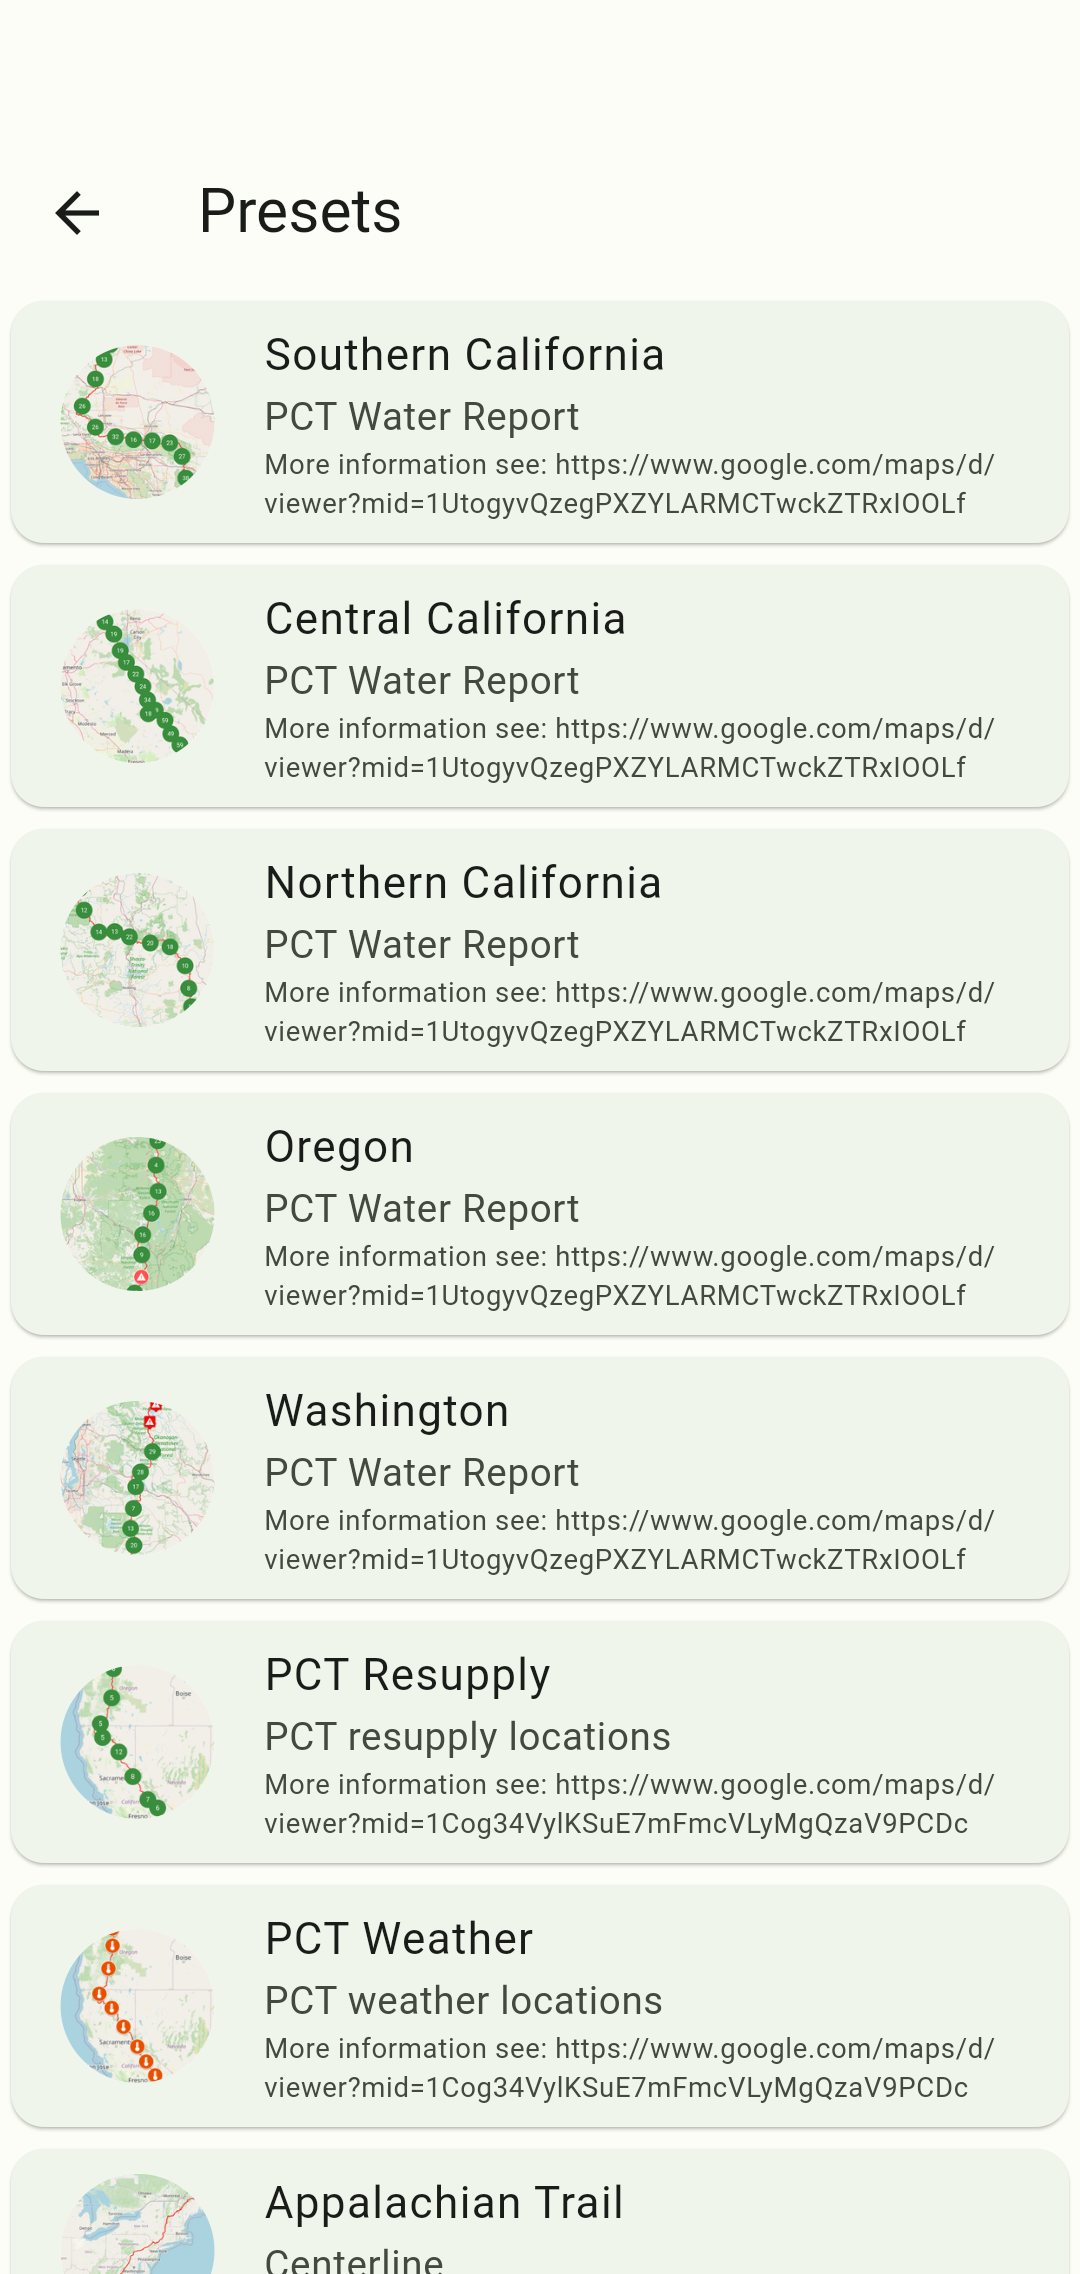 Presets
Southern California
PCT Water Report
More information see: https://www.google.com/maps/d/
viewer?mid=1UtogyvQzegPXZYLARMCTwckZTRxIOOLf
Central California
PCT Water Report
More information see: https://www.google.com/maps/d/
viewer?mid=1UtogyvQzegPXZYLARMCTwckZTRxIOOLf
Northern California
PCT Water Report
More information see: https://www.google.com/maps/d/
viewer?mid=1UtogyvQzegPXZYLARMCTwckZTRxIOOLf
Oregon
PCT Water Report
More information see: https://www.google.com/maps/d/
viewer?mid=1UtogyvQzegPXZYLARMCTwckZTRxIOOLf
Washington
PCT Water Report
More information see: https://www.google.com/maps/d/
viewer?mid=1UtogyvQzegPXZYLARMCTwckZTRxIOOLf
PCT Resupply
PCT resupply locations
More information see: https://www.google.com/maps/d/
viewer?mid=1Cog34VylKSuE7mFmcVLyMgQzaV9PCDc
PCT Weather
PCT weather locations
More information see: https://www.google.com/maps/d/
viewer?mid=1Cog34VylKSuE7mFmcVLyMgQzaV9PCDc
Appalachian Trail
Centerline